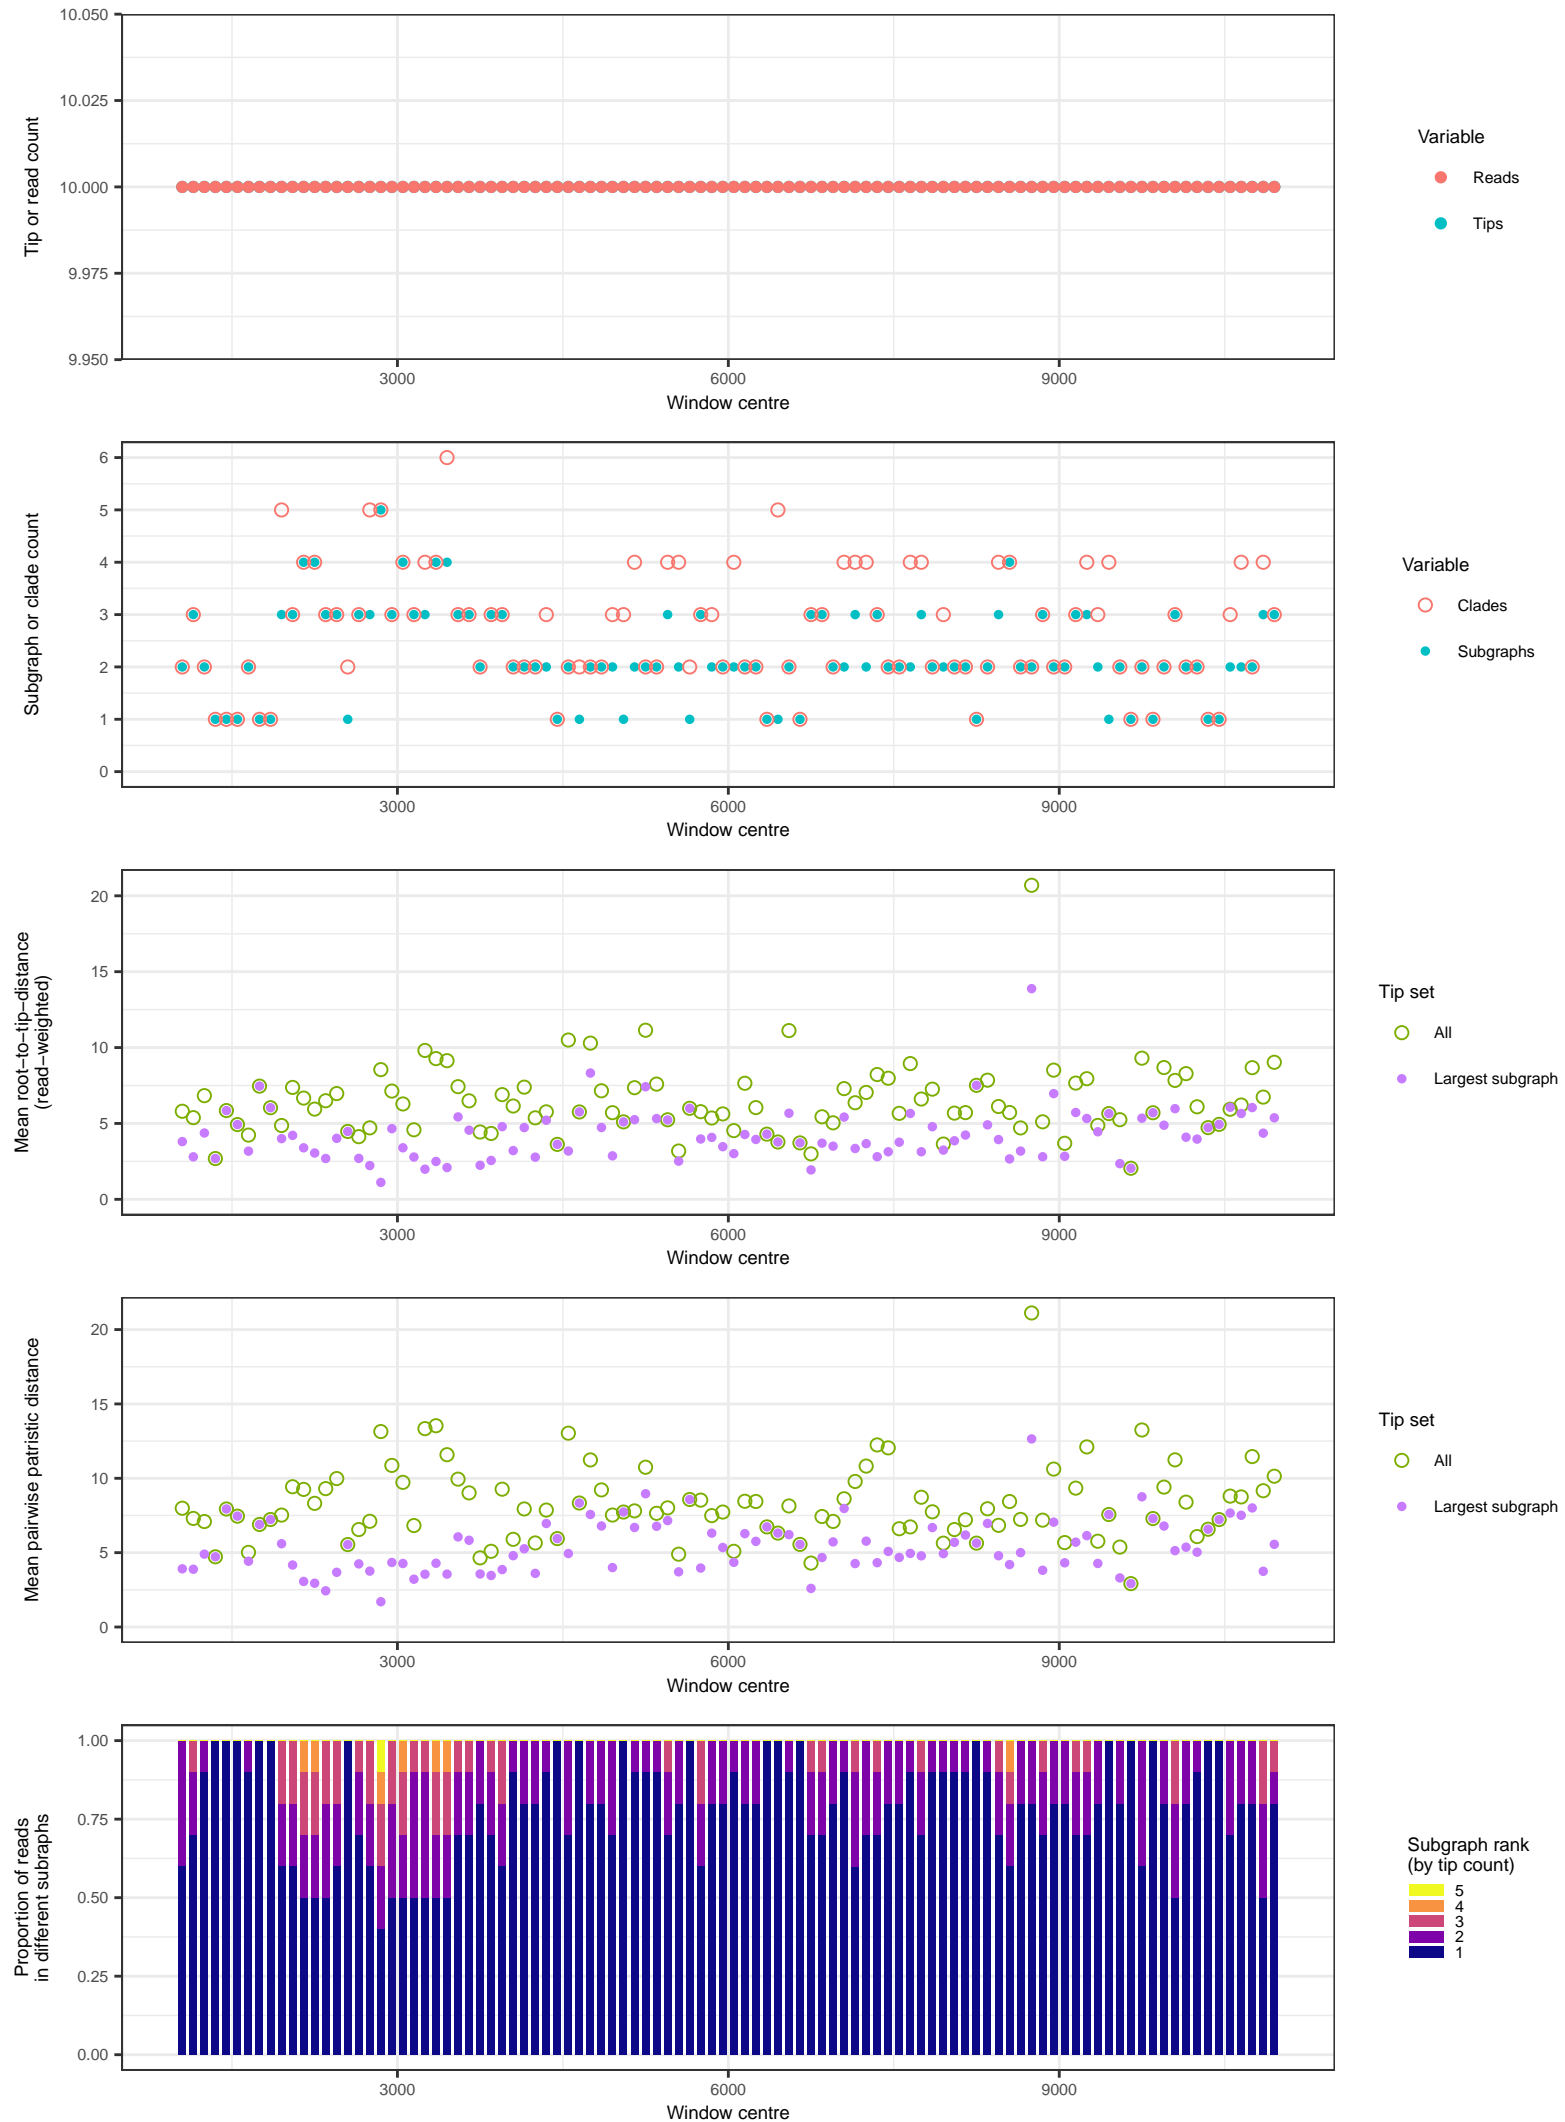 10.050
10.025
10.000
9.975
9.950
Tip or read count
3000 6000 9000
Window centre
Variable
Reads
Tips
6
5
4
3
2
1
0
Subgraph or clade count
3000 6000 9000
Window centre
Variable
Clades
Subgraphs
20
15
10
5
0
Mean root−to−tip−distance
(read−weighted)
3000 6000 9000
Window centre
Tip set
All
Largest subgraph
20
15
10
5
0
Mean pairwise patristic distance
3000 6000 9000
Window centre
Tip set
All
Largest subgraph
1.00
0.75
0.50
0.25
0.00
Proportion of reads
in different subraphs
3000 6000 9000
Window centre
Subgraph rank
(by tip count)
5
4
3
2
1